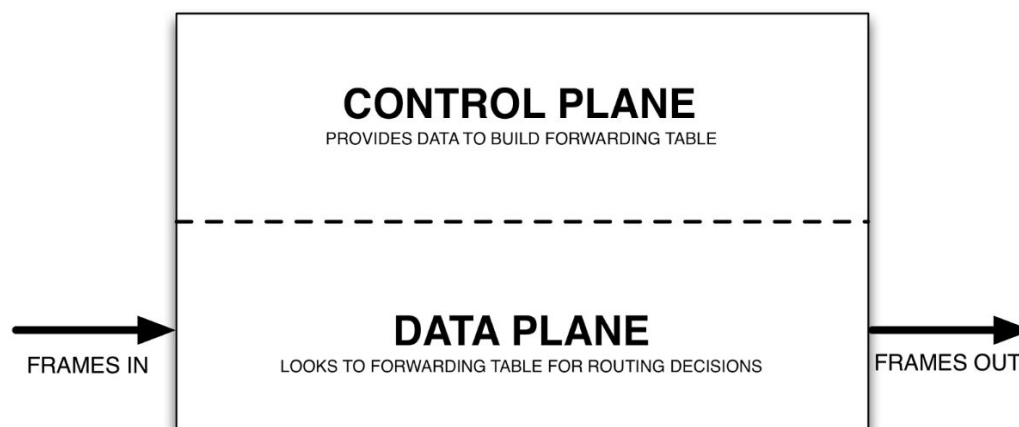 CONTROL PLANE
PROVIDES DATA TO BUILD FORWARDING TABLE
DATA PLANE
LOOKS TO FORWARDING TABLE FOR ROUTING DECISIONS
FRAMES IN
FRAMES OUT